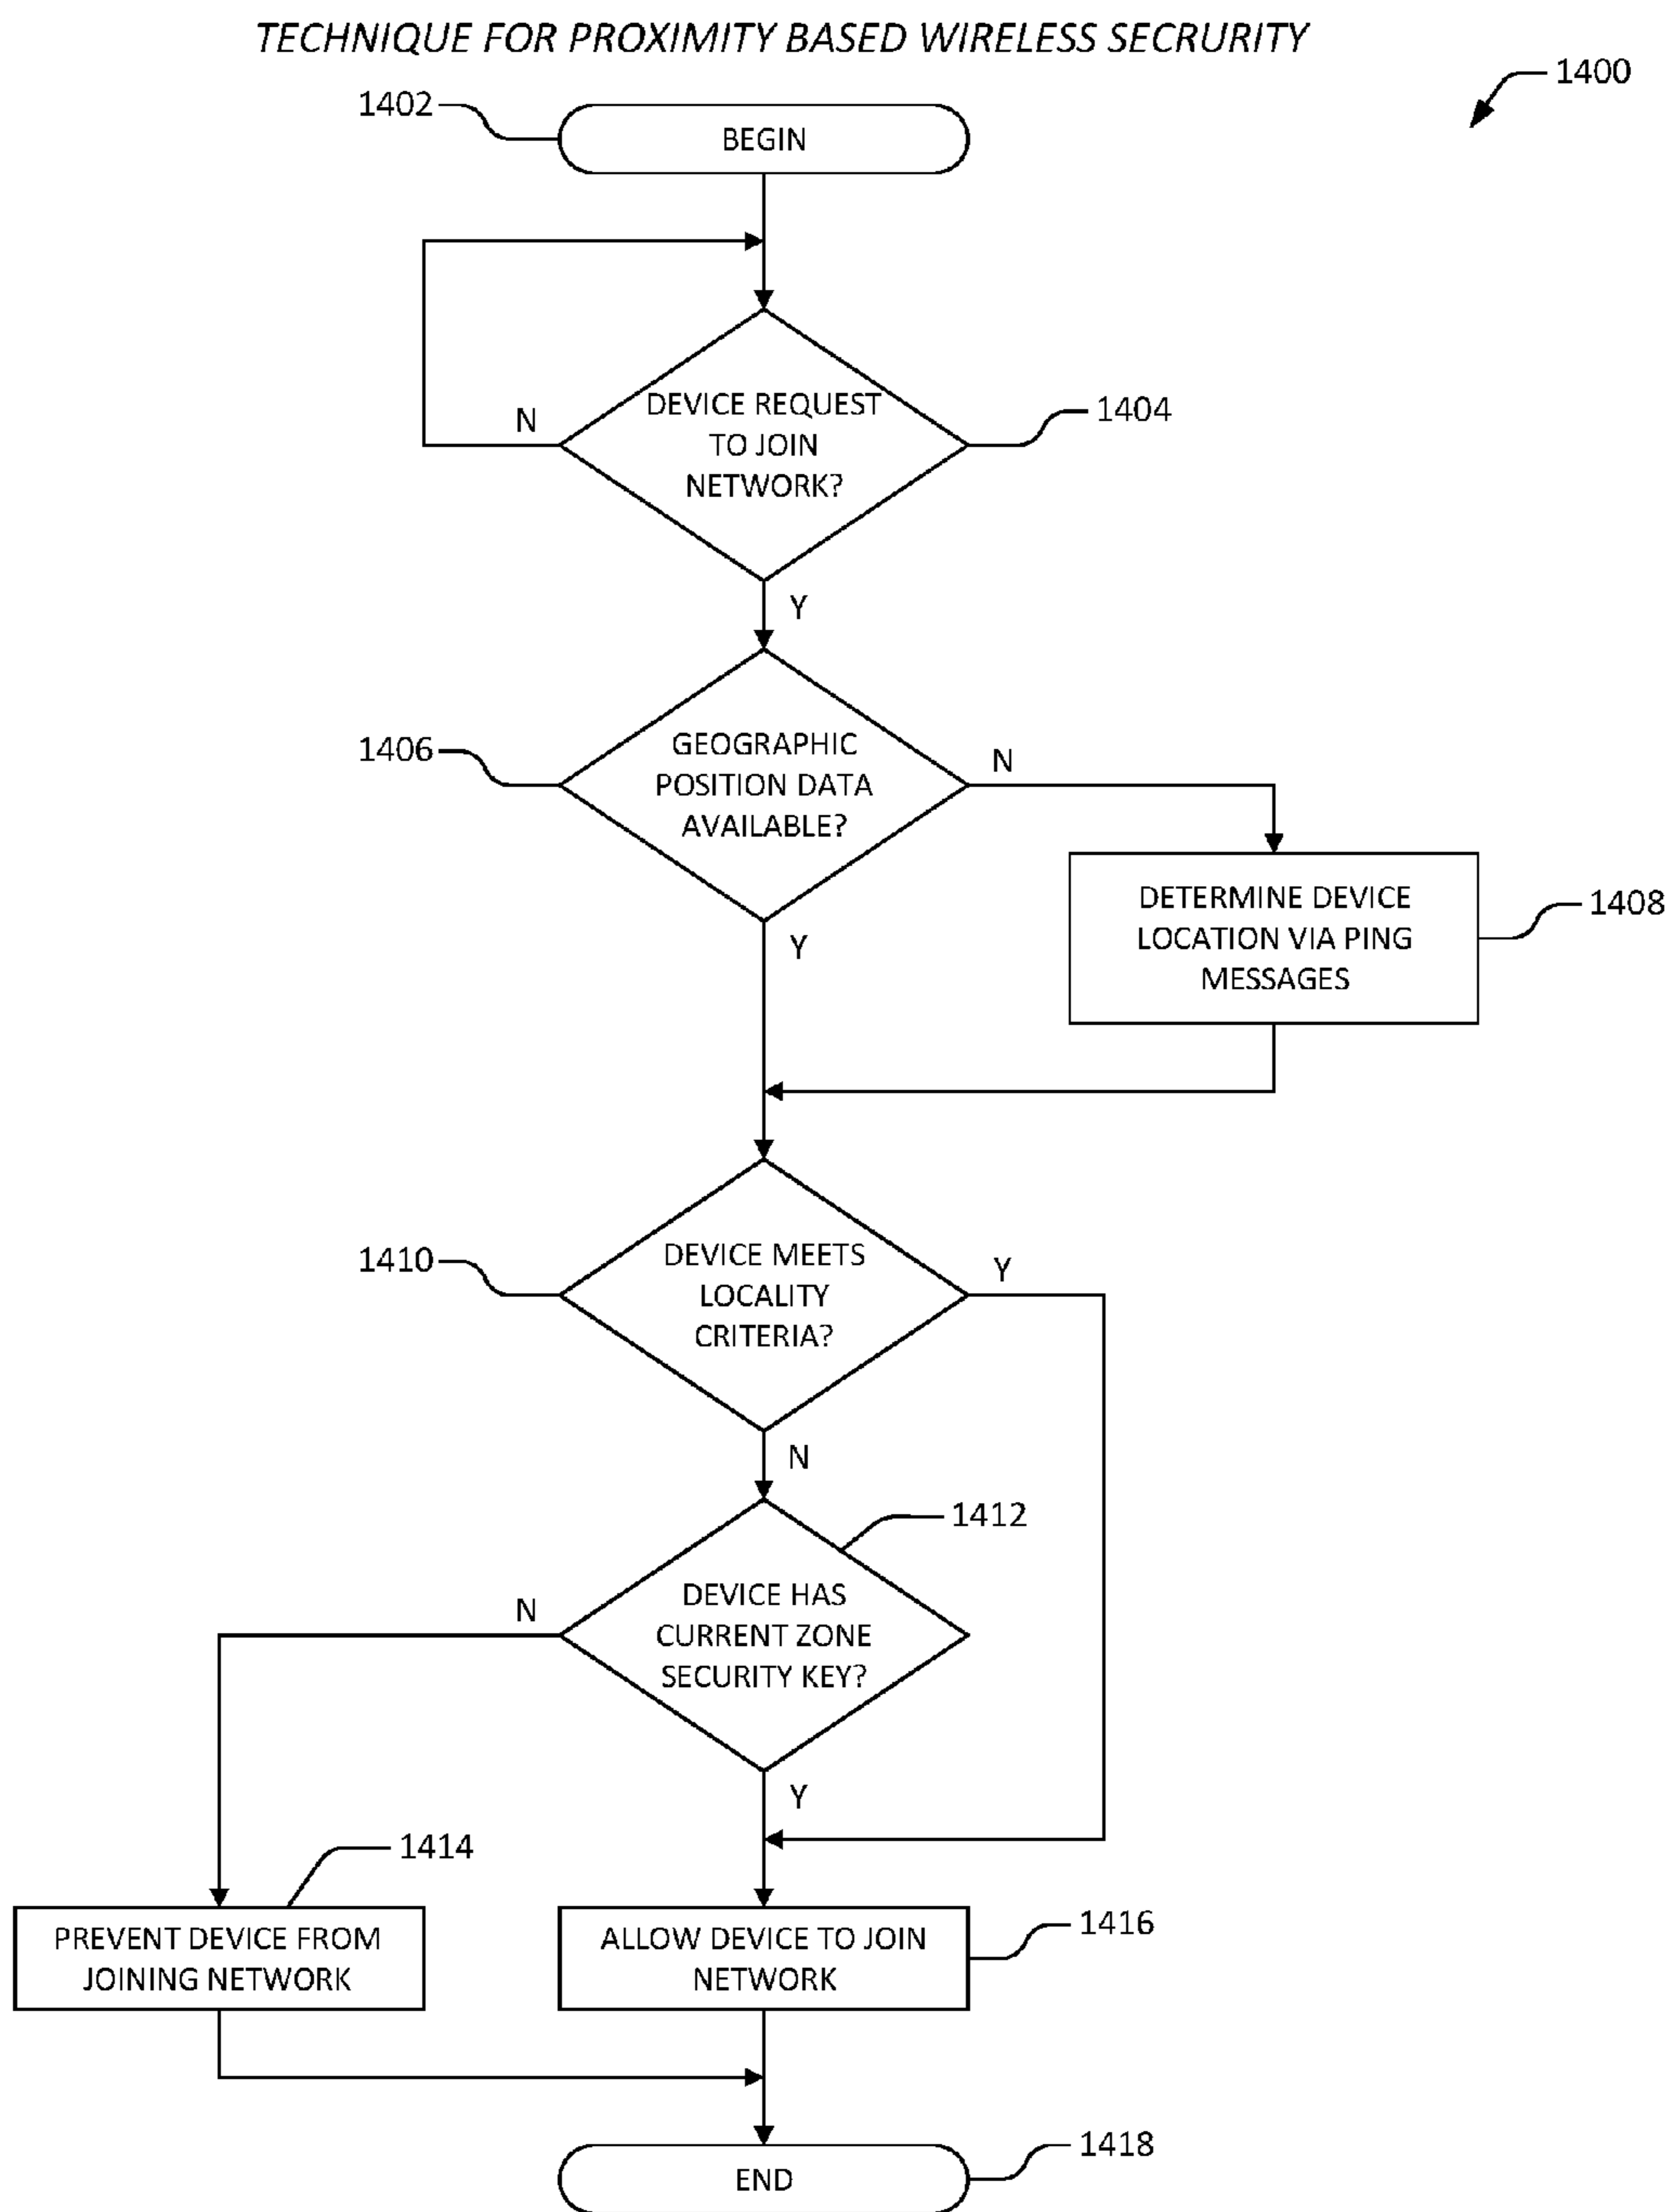 TECHNIQUE FOR PROXIMITY BASED WIRELESS SECRURITY
1400
1402
BEGIN
DEVICE REQUEST
TO JOIN
NETWORK?
N
1404
Y
1406
GEOGRAPHIC
POSITION DATA
AVAILABLE?
N
Y
DETERMINE DEVICE
LOCATION VIA PING
MESSAGES
1408
1410
DEVICE MEETS
LOCALITY
CRITERIA?
Y
N
1412
DEVICE HAS
CURRENT ZONE
SECURITY KEY?
N
Y
1414
PREVENT DEVICE FROM
JOINING NETWORK
ALLOW DEVICE TO JOIN
NETWORK
1416
END
1418